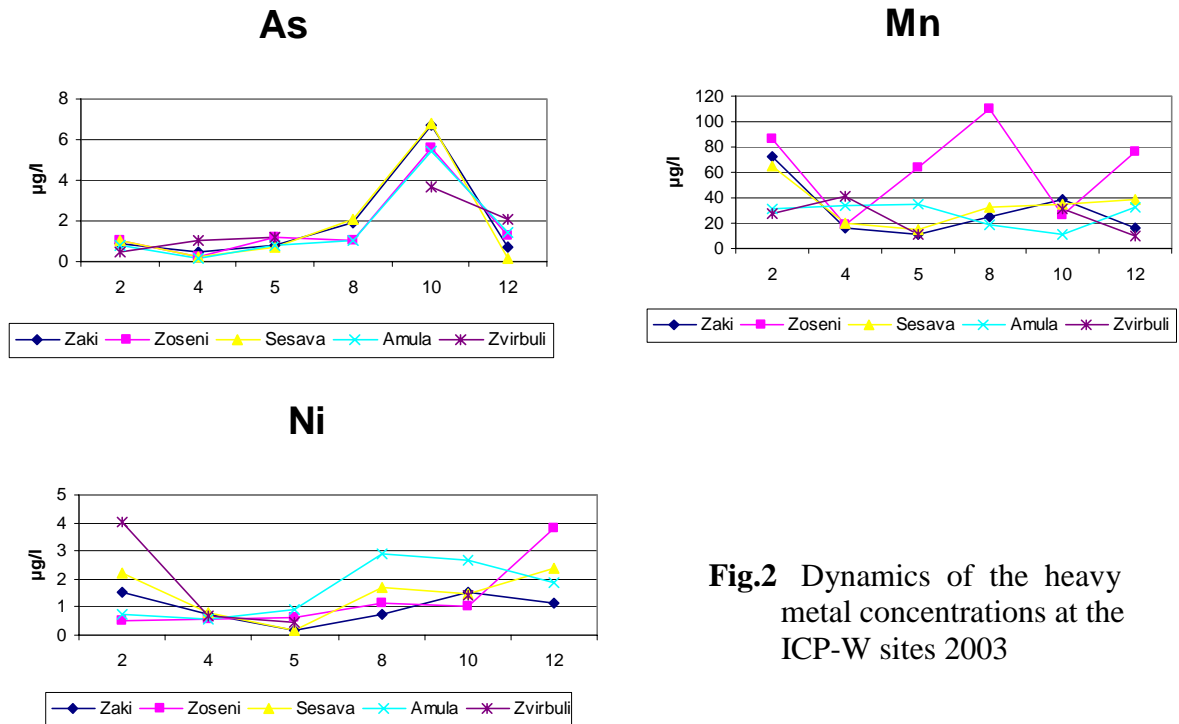 As
8
6
4
2
0
µg/l
2 4 5 8 10 12
Zaki Zoseni Sesava Amula Zvirbuli
Mn
120
100
80
60
40
20
0
µg/l
2 4 5 8 10 12
Zaki Zoseni Sesava Amula Zvirbuli
Ni
5
4
3
2
1
0
µg/l
2 4 5 8 10 12
Zaki Zoseni Sesava Amula Zvirbuli
Fig.2 Dynamics of the heavy
metal concentrations at the
ICP-W sites 2003